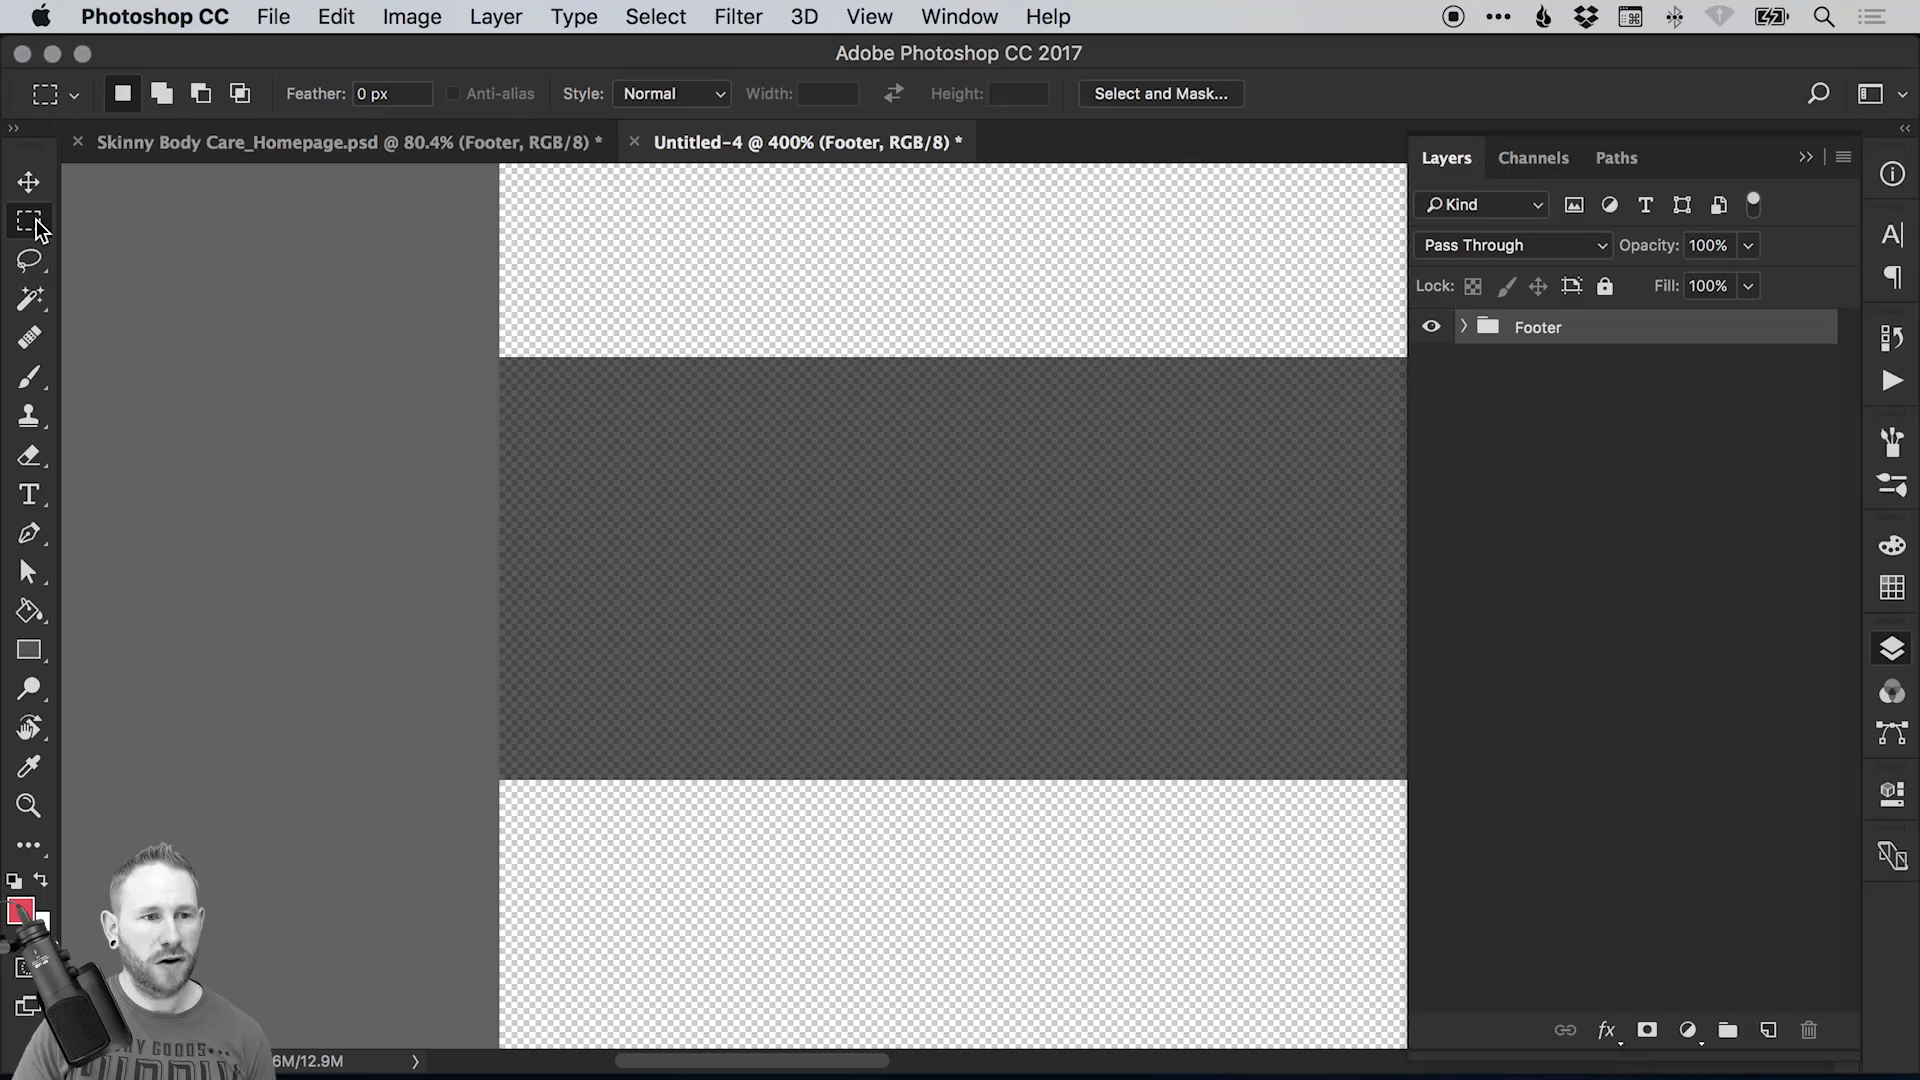 Photoshop CC File Edit Image Layer Type Select Filter 3D View Window Help
Adobe Photoshop CC 2017
Feather: 0 px Anti-alias Style: Normal Width: Height: Select and Mask...
Skinny Body Care_Homepage.psd @ 80.4% (Footer, RGB/8) * Untitled-4 @ 400% (Footer, RGB/8) *
Layers Channels Paths
Kind
Pass Through Opacity: 100%
Lock: Fill: 100%
Footer
6M/12.9M
GOODS